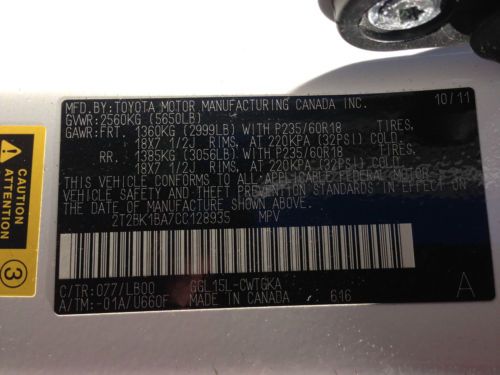 MFD.BY:TOYOTA MOTOR MANUFACTURING CANADA INC. 10/11
GVWR:2560KG (5650LB)
GAWR:FRT. 1360KG (2999LB) WITH P235/60R18 TIRES,
18X7 1/2J RIMS, AT 220KPA (32PSI) COLD
RR. 1385KG (3056LB) WITH P235/60R18 TIRES,
18X7 1/2J RIMS, AT 220KPA (32PSI) COLD
THIS VEHICLE CONFORMS TO ALL APPLICABLE FEDERAL MOTOR
VEHICLE SAFETY AND THEFT PREVENTION STANDARDS IN EFFECT ON
THE DATE OF MANUFACTURE SHOWN ABOVE.
2T2BK1BA7CC128935 MPV
C/TR:077/LB00 GGL15L-CWTGKA
A/TM:-01A/U660F MADE IN CANADA 616 A
3